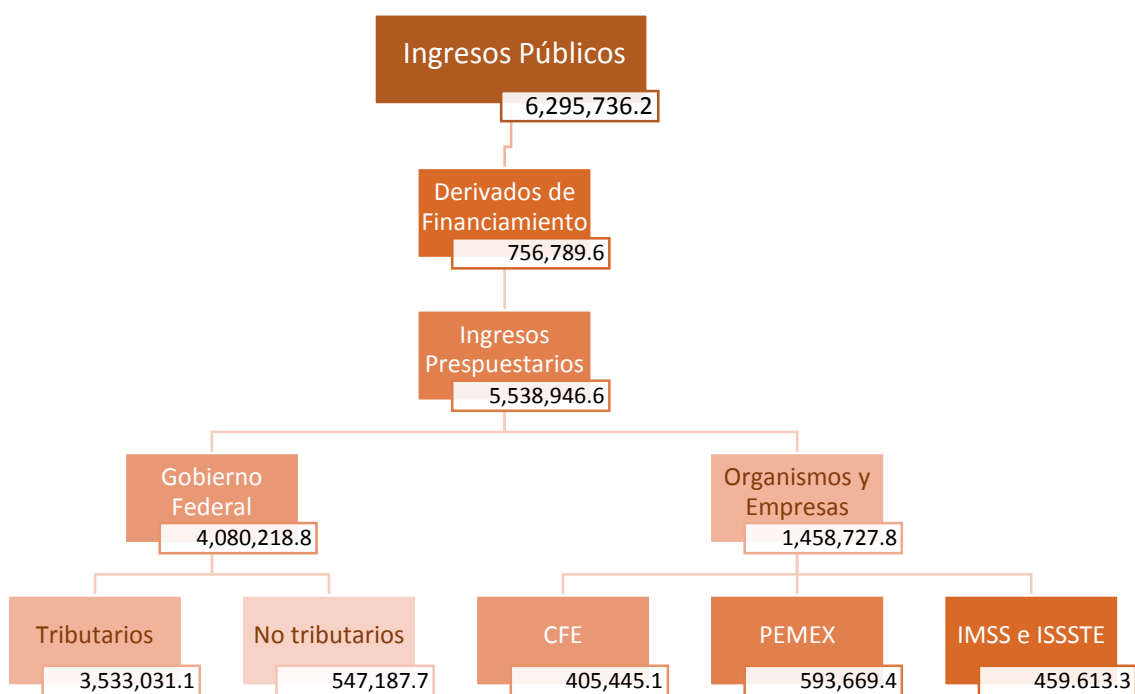 Ingresos Públicos
6,295,736.2
Derivados de
Financiamiento
756,789.6
Ingresos
Prespuestarios
5,538,946.6
Gobierno
Federal
4,080,218.8
Organismos y
Empresas
1,458,727.8
Tributarios
3,533,031.1
No tributarios
547,187.7
CFE
405,445.1
PEMEX
593,669.4
IMSS e ISSSTE
459.613.3